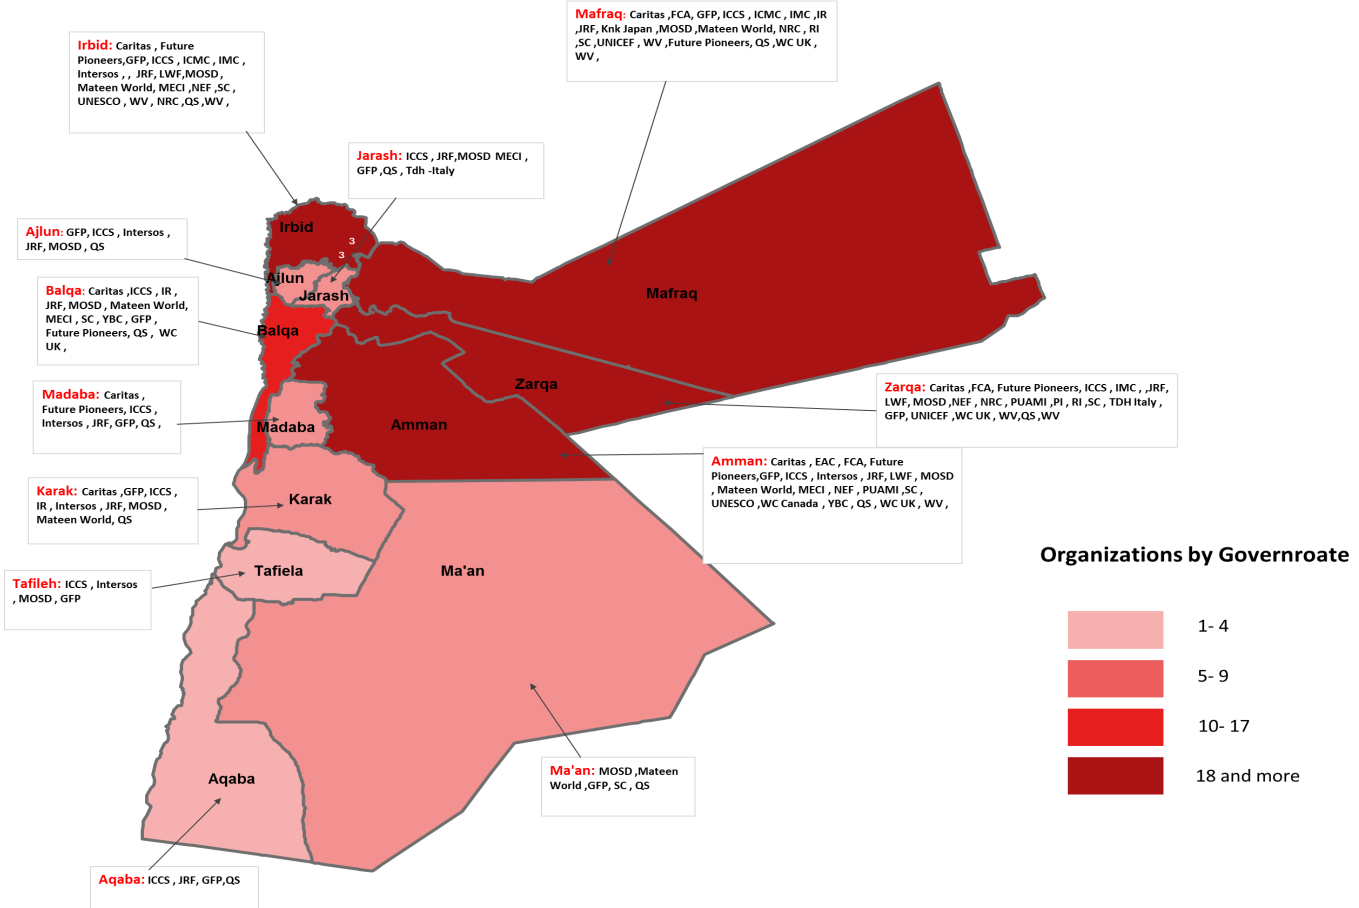 Mafraq: Caritas ,FCA, GFP, ICCS , ICMC , IMC ,IR
,JRF, Knk Japan ,MOSD ,Mateen World, NRC , RI
,SC ,UNICEF , WV ,Future Pioneers, QS ,WC UK ,
WV ,
Irbid: Caritas , Future
Pioneers,GFP, ICCS , ICMC , IMC ,
Intersos , , JRF, LWF,MOSD ,
Mateen World, MECI ,NEF ,SC ,
UNESCO , WV , NRC ,QS ,WV ,
Jarash: ICCS , JRF,MOSD MECI ,
GFP ,QS , Tdh -Italy
Ajlun: GFP, ICCS , Intersos ,
JRF, MOSD , QS
Balqa: Caritas ,ICCS , IR ,
JRF, MOSD , Mateen World,
MECI , SC , YBC , GFP ,
Future Pioneers, QS , WC
UK ,
Madaba: Caritas ,
Future Pioneers, ICCS ,
Intersos , JRF, GFP, QS ,
Karak: Caritas ,GFP, ICCS ,
IR , Intersos , JRF, MOSD ,
Mateen World, QS
Tafileh: ICCS , Intersos
, MOSD , GFP
Aqaba: ICCS , JRF, GFP,QS
Irbid
3
3
Ajlun
Jarash
Balqa
Mafraq
Zarqa
Amman
Madaba
Karak
Tafiela
Ma'an
Aqaba
Zarqa: Caritas ,FCA, Future Pioneers, ICCS , IMC , ,JRF,
LWF, MOSD ,NEF , NRC , PUAMI ,PI , RI ,SC , TDH Italy ,
GFP, UNICEF ,WC UK , WV,QS ,WV
Amman: Caritas , EAC , FCA, Future
Pioneers,GFP, ICCS , Intersos , JRF, LWF , MOSD
, Mateen World, MECI , NEF , PUAMI ,SC ,
UNESCO ,WC Canada , YBC , QS , WC UK , WV ,
Ma'an: MOSD ,Mateen
World ,GFP, SC , QS
Organizations by Governroate
1- 4
5- 9
10- 17
18 and more